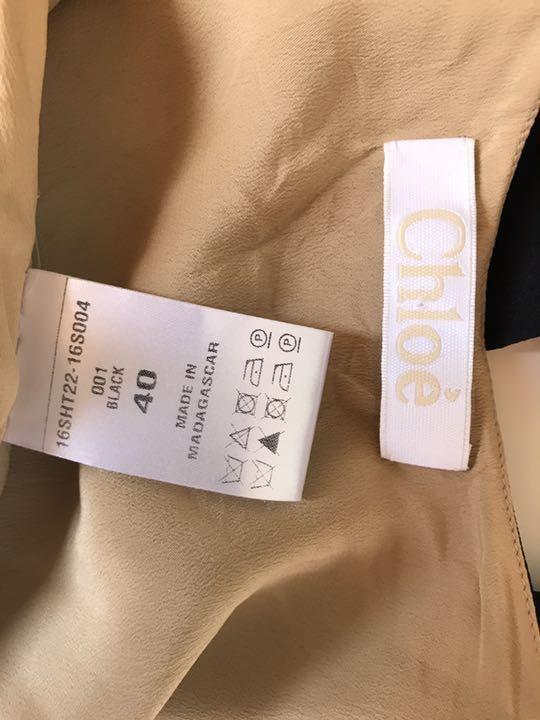 Chloé
16SHT22-16S004
001
BLACK
40
MADE IN
MADAGASCAR
P P